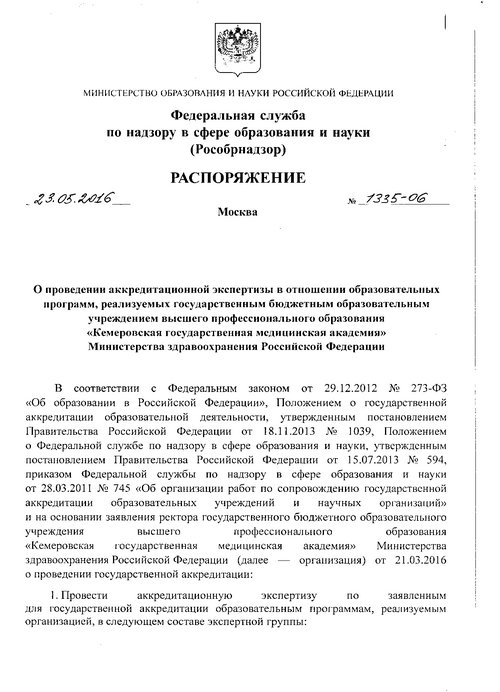 МИНИСТЕРСТВО ОБРАЗОВАНИЯ И НАУКИ РОССИЙСКОЙ ФЕДЕРАЦИИ
Федеральная служба
по надзору в сфере образования и науки
(Рособрнадзор)
РАСПОРЯЖЕНИЕ
23.05.2016 № 1335-06
Москва
О проведении аккредитационной экспертизы в отношении образовательных
программ, реализуемых государственным бюджетным образовательным
учреждением высшего профессионального образования
«Кемеровская государственная медицинская академия»
Министерства здравоохранения Российской Федерации
В соответствии с Федеральным законом от 29.12.2012 № 273-ФЗ
«Об образовании в Российской Федерации», Положением о государственной
аккредитации образовательной деятельности, утвержденным постановлением
Правительства Российской Федерации от 18.11.2013 № 1039, Положением
о Федеральной службе по надзору в сфере образования и науки, утвержденным
постановлением Правительства Российской Федерации от 15.07.2013 № 594,
приказом Федеральной службы по надзору в сфере образования и науки
от 28.03.2011 № 745 «Об организации работ по сопровождению государственной
аккредитации образовательных учреждений и научных организаций»
и на основании заявления ректора государственного бюджетного образовательного
учреждения высшего профессионального образования
«Кемеровская государственная медицинская академия» Министерства
здравоохранения Российской Федерации (далее — организация) от 21.03.2016
о проведении государственной аккредитации:
1. Провести аккредитационную экспертизу по заявленным
для государственной аккредитации образовательным программам, реализуемым
организацией, в следующем составе экспертной группы: